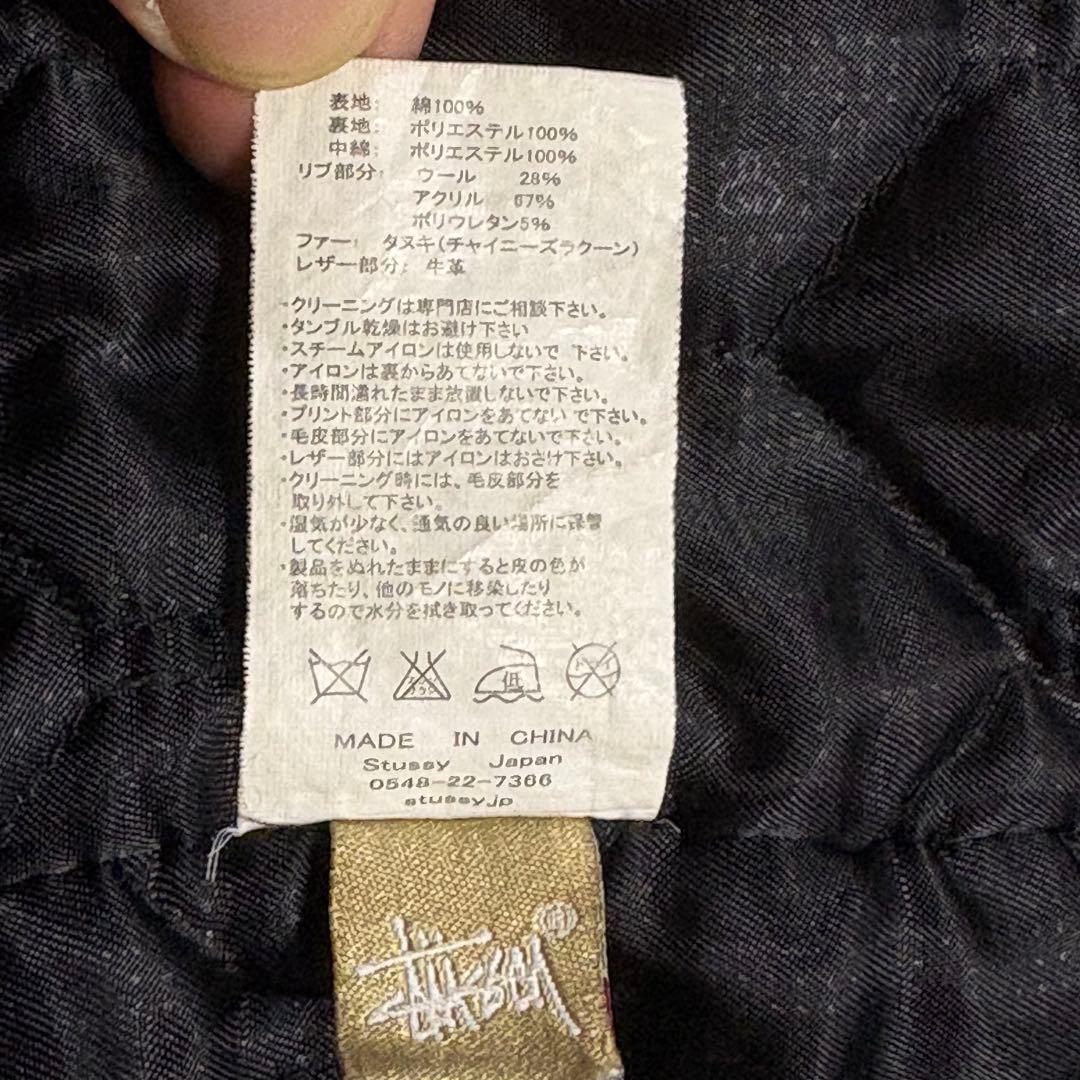 表地: 綿100%
裏地: ポリエステル100%
中綿: ポリエステル100%
リブ部分: ウール 28%
アクリル 67%
ポリウレタン5%
ファー: タヌキ(チャイニーズラクーン)
レザー部分: 牛革
・クリーニングは専門店にご相談下さい。
・タンブル乾燥はお避け下さい
・スチームアイロンは使用しないで 下さい。
・アイロンは裏からあてないで下さい。
・長時間濡れたまま放置しないで下さい。
・プリント部分にアイロンをあてない で下さい。
・毛皮部分にアイロンをあてないで下さい。
・レザー部分にはアイロンはおさけ下さい。
・クリーニング時には、毛皮部分を
取り外して下さい。
・湿気が少なく、通気の良い場所に保管
してください。
・製品をぬれたままにすると皮の色が
落ちたり、他のモノに移染したり
するので水分を拭き取ってください。
低
MADE IN CHINA
Stussy Japan
0548-22-7366
stussy.jp
Stüssy